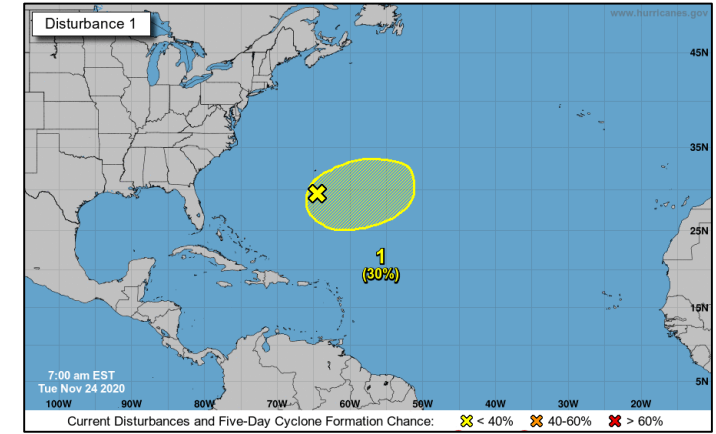 Disturbance 1
www.hurricanes.gov
45N
35N
25N
15N
5N
1
(30%)
7:00 am EST
Tue Nov 24 2020
100W 90W 80W 70W 60W 50W 40W 30W 20W 10W
Current Disturbances and Five-Day Cyclone Formation Chance: < 40% 40-60% > 60%